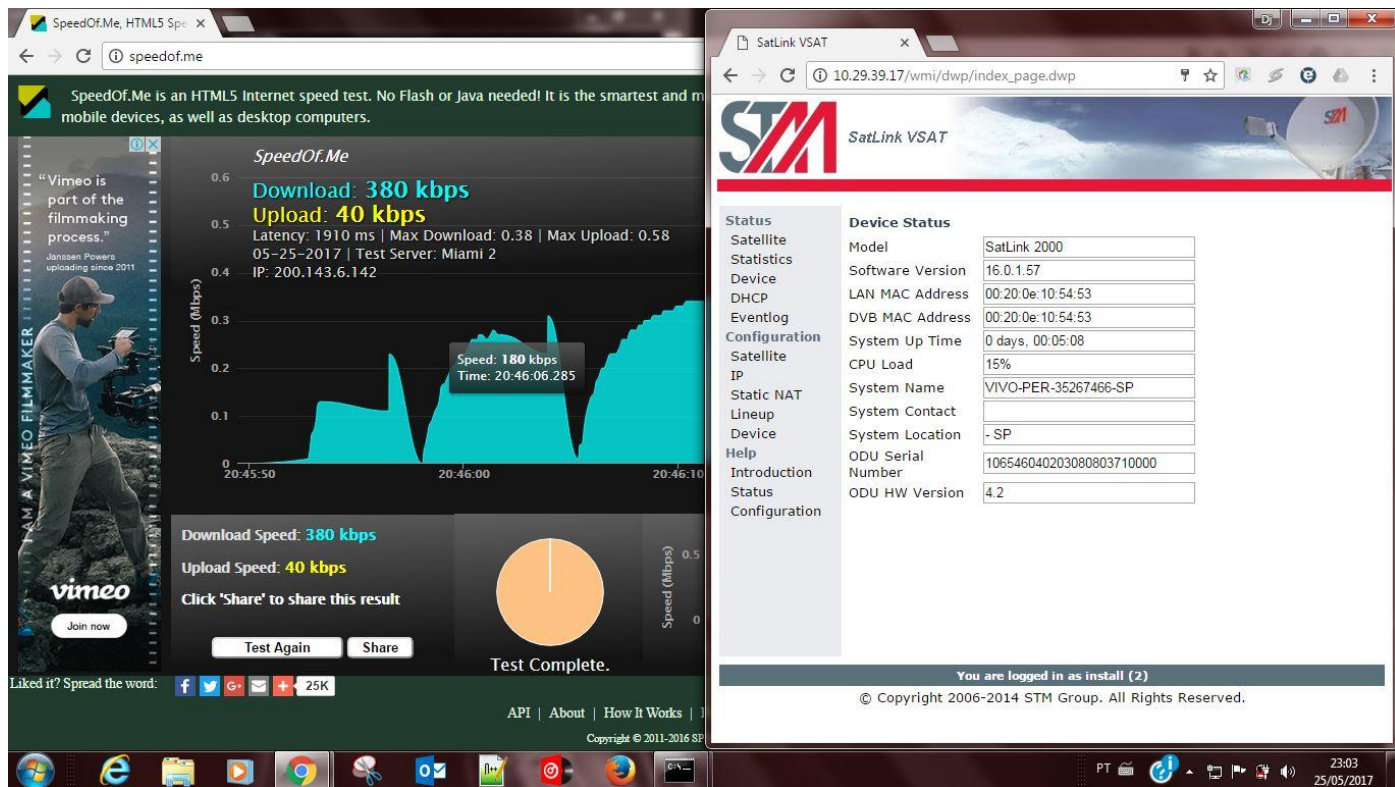 SpeedOf.Me, HTML5 Spe
speedof.me
SpeedOf.Me is an HTML5 Internet speed test. No Flash or Java needed! It is the smartest and m
mobile devices, as well as desktop computers.
"Vimeo is
part of the
filmmaking
process."
Janssen Powers
uploading since 2011
I AM A VIMEO FILMMAKER
vimeo
Join now
SpeedOf.Me
Download: 380 kbps
Upload: 40 kbps
Latency: 1910 ms | Max Download: 0.38 | Max Upload: 0.58
05-25-2017 | Test Server: Miami 2
IP: 200.143.6.142
Speed (Mbps)
0.6
0.5
0.4
0.3
0.2
0.1
0
Speed: 180 kbps
Time: 20:46:06.285
20:45:50
20:46:00
20:46:10
Download Speed: 380 kbps
Upload Speed: 40 kbps
Click 'Share' to share this result
Test Again
Share
Test Complete.
Speed (Mbps)
0.5
0
Liked it? Spread the word:
25K
API | About | How It Works |
Copyright © 2011-2016 SP
Dj
SatLink VSAT
10.29.39.17/wmi/dwp/index_page.dwp
STM
SatLink VSAT
STM
Status
Satellite
Statistics
Device
DHCP
Eventlog
Configuration
Satellite
IP
Static NAT
Lineup
Device
Help
Introduction
Status
Configuration
Device Status
Model SatLink 2000
Software Version 16.0.1.57
LAN MAC Address 00:20:0e:10:54:53
DVB MAC Address 00:20:0e:10:54:53
System Up Time 0 days, 00:05:08
CPU Load 15%
System Name VIVO-PER-35267466-SP
System Contact
System Location - SP
ODU Serial
Number 106546040203080803710000
ODU HW Version 4.2
You are logged in as install (2)
© Copyright 2006-2014 STM Group. All Rights Reserved.
PT
23:03
25/05/2017